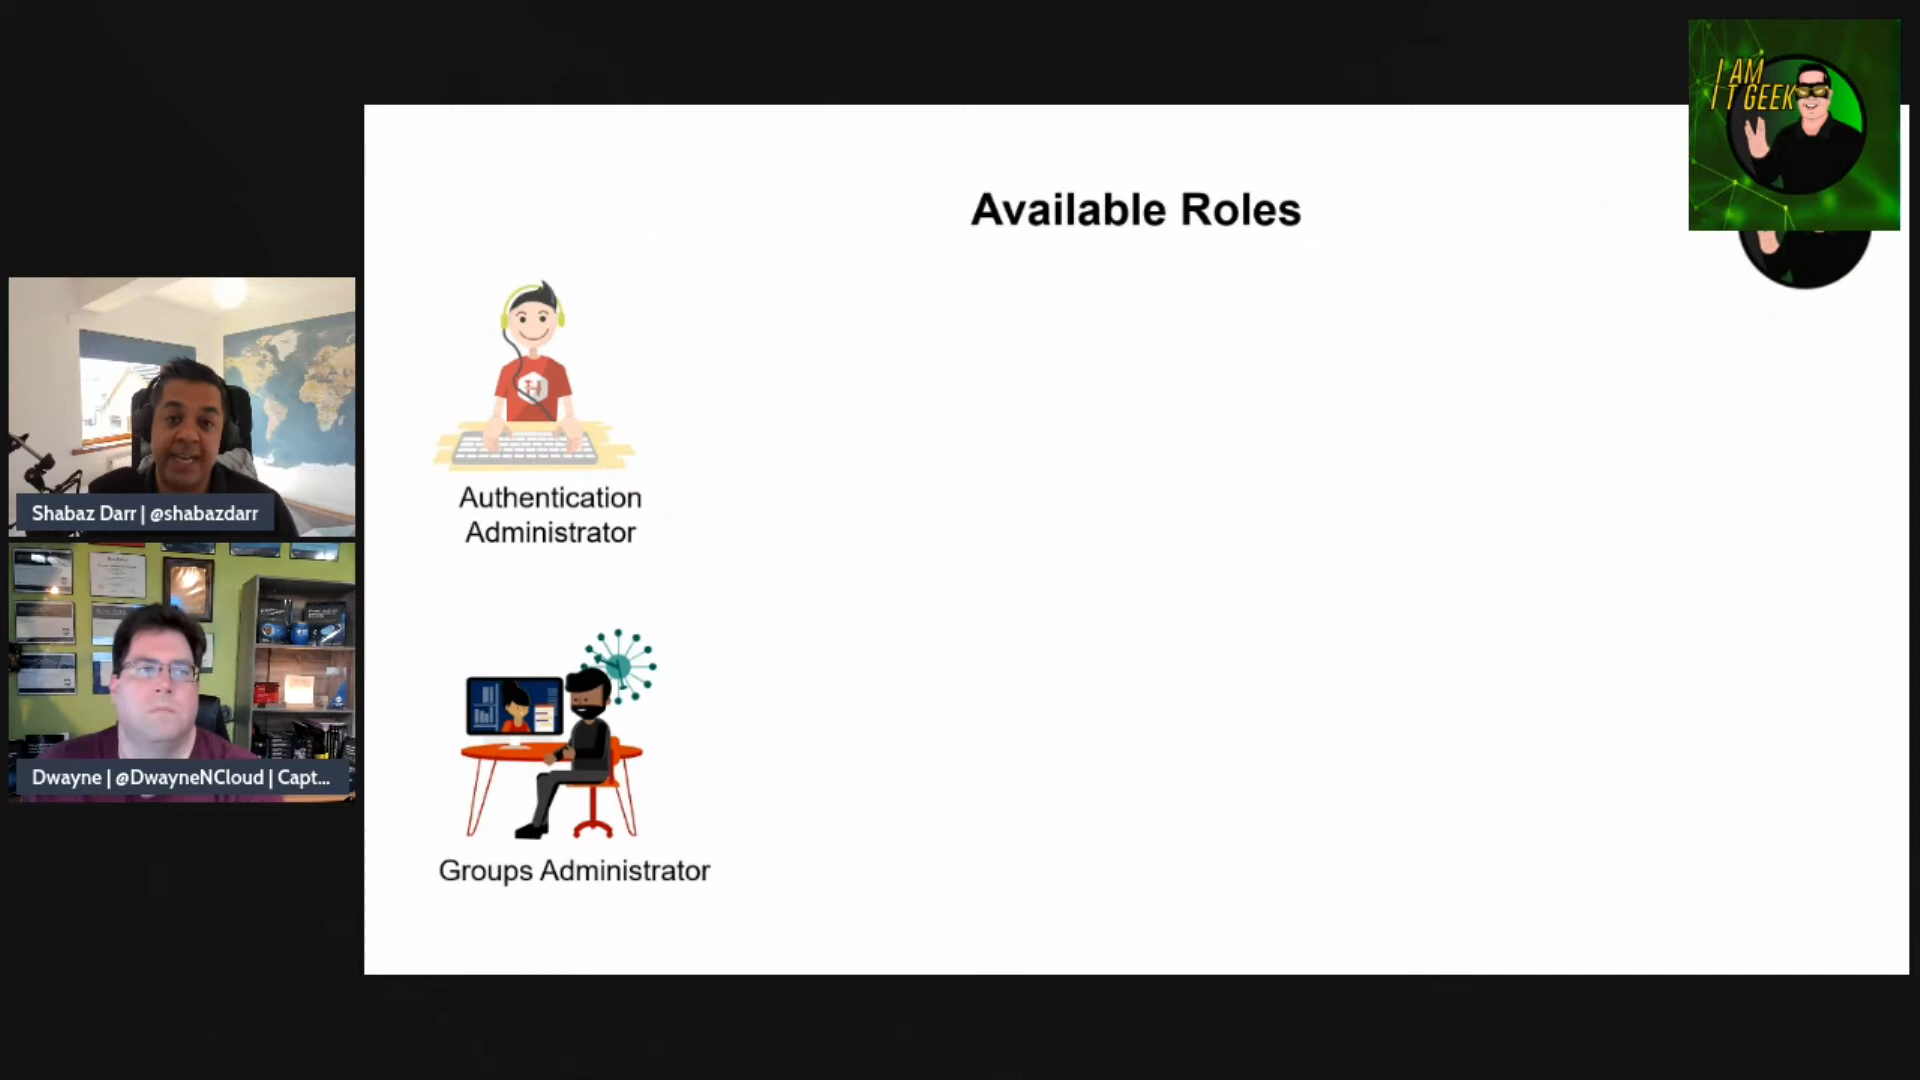 I AM
I T GEEK
Available Roles
Authentication
Administrator
Shabaz Darr | @shabazdarr
Dwayne | @DwayneNCloud | Capt...
Groups Administrator